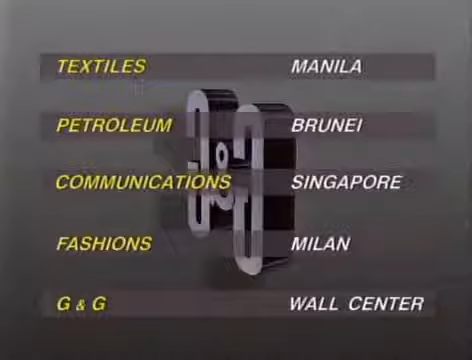 TEXTILES MANILA
PETROLEUM BRUNEI
COMMUNICATIONS SINGAPORE
FASHIONS MILAN
G & G WALL CENTER